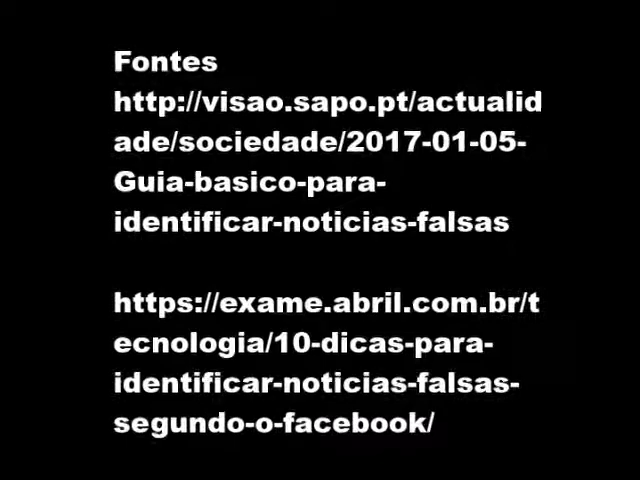 Fontes
http://visao.sapo.pt/actualid
ade/sociedade/2017-01-05-
Guia-basico-para-
identificar-noticias-falsas
https://exame.abril.com.br/t
ecnologia/10-dicas-para-
identificar-noticias-falsas-
segundo-o-facebook/